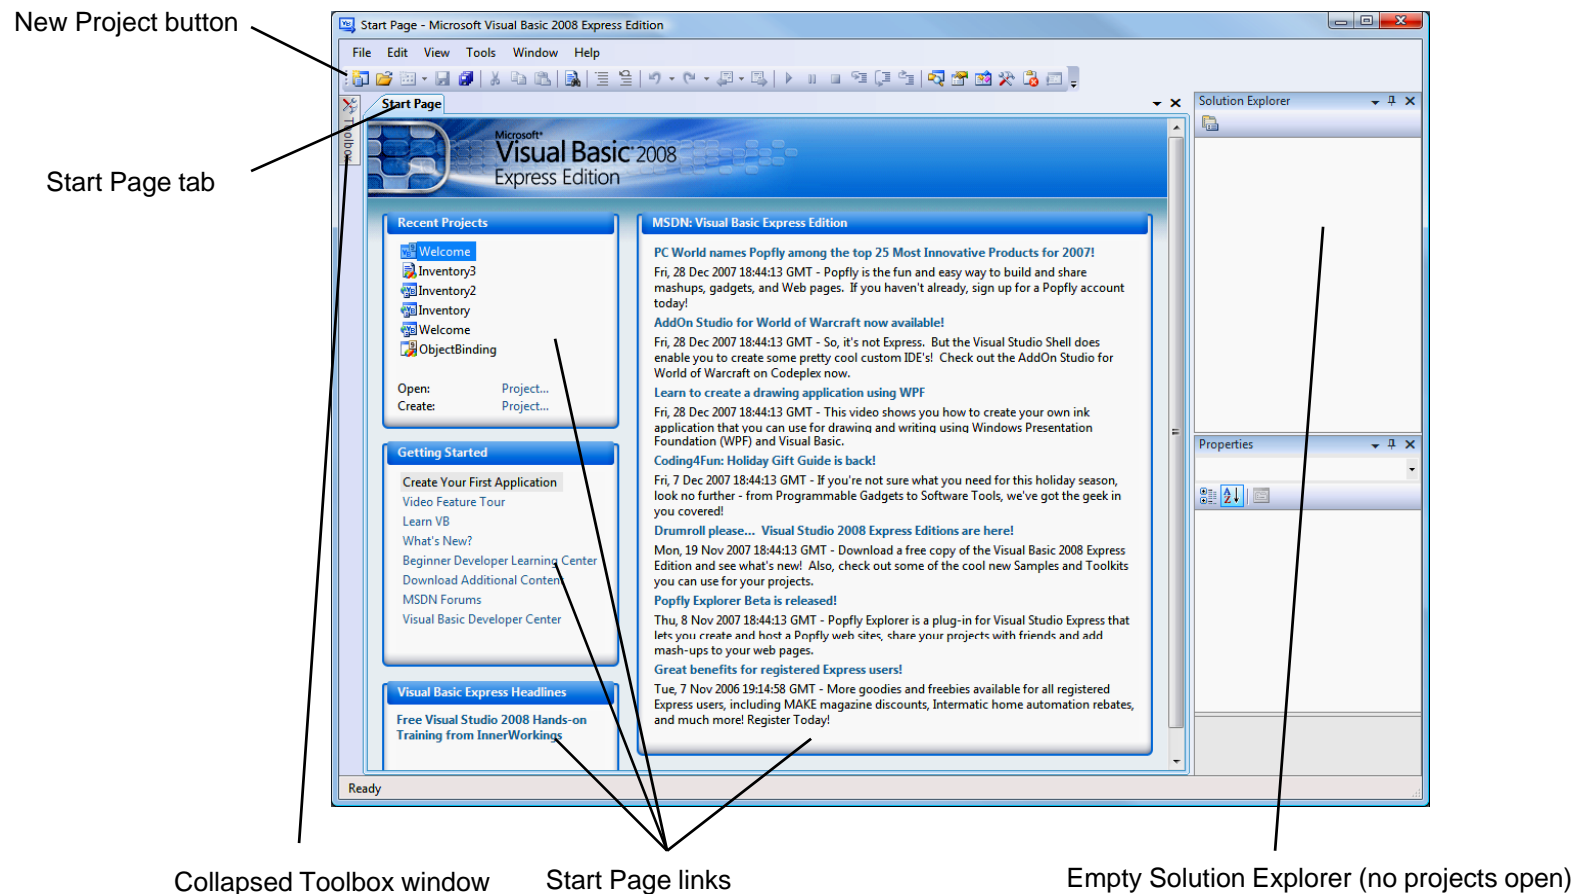 New Project button
Start Page - Microsoft Visual Basic 2008 Express Edition
File Edit View Tools Window Help
Start Page
Toolbox
Start Page tab
Microsoft®
Visual Basic® 2008
Express Edition
Recent Projects
Welcome
Inventory3
Inventory2
Inventory
Welcome
ObjectBinding
Open: Project...
Create: Project...
Getting Started
Create Your First Application
Video Feature Tour
Learn VB
What's New?
Beginner Developer Learning Center
Download Additional Content
MSDN Forums
Visual Basic Developer Center
Visual Basic Express Headlines
Free Visual Studio 2008 Hands-on
Training from InnerWorkings
MSDN: Visual Basic Express Edition
PC World names Popfly among the top 25 Most Innovative Products for 2007!
Fri, 28 Dec 2007 18:44:13 GMT - Popfly is the fun and easy way to build and share
mashups, gadgets, and Web pages. If you haven't already, sign up for a Popfly account
today!
AddOn Studio for World of Warcraft now available!
Fri, 28 Dec 2007 18:44:13 GMT - So, it's not Express. But the Visual Studio Shell does
enable you to create some pretty cool custom IDE's! Check out the AddOn Studio for
World of Warcraft on Codeplex now.
Learn to create a drawing application using WPF
Fri, 28 Dec 2007 18:44:13 GMT - This video shows you how to create your own ink
application that you can use for drawing and writing using Windows Presentation
Foundation (WPF) and Visual Basic.
Coding4Fun: Holiday Gift Guide is back!
Fri, 7 Dec 2007 18:44:13 GMT - If you're not sure what you need for this holiday season,
look no further - from Programmable Gadgets to Software Tools, we've got the geek in
you covered!
Drumroll please... Visual Studio 2008 Express Editions are here!
Mon, 19 Nov 2007 18:44:13 GMT - Download a free copy of the Visual Basic 2008 Express
Edition and see what's new! Also, check out some of the cool new Samples and Toolkits
you can use for your projects.
Popfly Explorer Beta is released!
Thu, 8 Nov 2007 18:44:13 GMT - Popfly Explorer is a plug-in for Visual Studio Express that
lets you create and host a Popfly web sites, share your projects with friends and add
mash-ups to your web pages.
Great benefits for registered Express users!
Tue, 7 Nov 2006 19:14:58 GMT - More goodies and freebies available for all registered
Express users, including MAKE magazine discounts, Intermatic home automation rebates,
and much more! Register Today!
Solution Explorer
Properties
Ready
Collapsed Toolbox window
Start Page links
Empty Solution Explorer (no projects open)